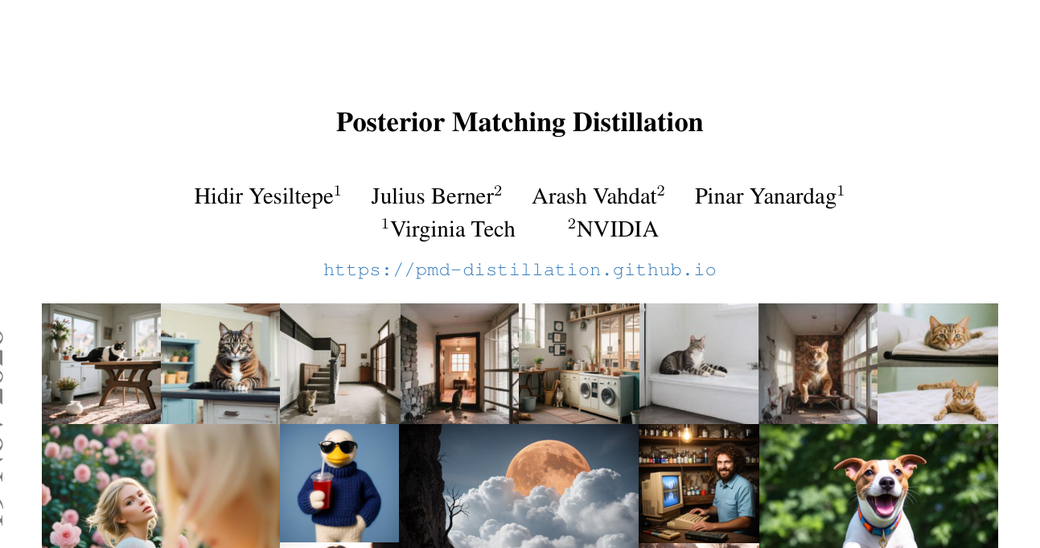 Posterior Matching Distillation
Hidir Yesiltepe¹ Julius Berner² Arash Vahdat² Pinar Yanardag¹
¹Virginia Tech ²NVIDIA
https://pmd-distillation.github.io